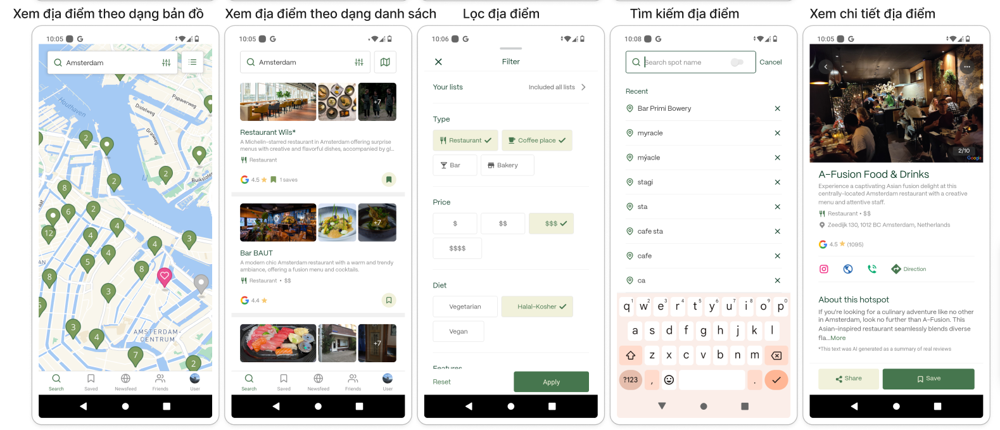 Xem địa điểm theo dạng bản đồ
10:05 G
Amsterdam
Houthaven
Papaverweg
Distelweg
Grasweg
IJ
Buiksloter
2
2
2
8
6
2
4
12
4
4
4
3
5
8
8
3
3
4
7
2
AMSTERDAM-
CENTRUM
Search
Saved
Newsfeed
Friends
User
Xem địa điểm theo dạng danh sách
10:05 G
Amsterdam
+7
Restaurant Wils*
A Michelin-starred restaurant in Amsterdam offering surprise
menus with creative and flavorful dishes, accompanied by gl...
Restaurant
4.5 1 saves
+7
Bar BAUT
A modern chic Amsterdam restaurant with a warm and trendy
ambiance, offering a fusion menu and cocktails.
Restaurant • $$
4.4
+7
Search
Saved
Newsfeed
Friends
User
Lọc địa điểm
10:06 G
Filter
Your lists
Included all lists
Type
Restaurant
Coffee place
Bar
Bakery
Price
$
$$
$$$
$$$$
Diet
Vegetarian
Halal-Kosher
Vegan
Features
Reset
Apply
Tìm kiếm địa điểm
10:08 G
Search spot name
Cancel
Recent
Bar Primi Bowery
myracle
mýacle
stagi
sta
cafe sta
cafe
ca
q1 w2 e3 r4 t5 y6 u7 i8 o9 p0
a s d f g h j k l
z x c v b n m
?123 , .
Xem chi tiết địa điểm
10:05 G
2/10
Google
A-Fusion Food & Drinks
Experience a captivating Asian fusion delight at this
centrally-located Amsterdam restaurant with a creative
menu and attentive staff.
Restaurant • $$
Zeedijk 130, 1012 BC Amsterdam, Netherlands
4.5 (1095)
Direction
About this hotspot
If you're looking for a culinary adventure like no other
in Amsterdam, look no further than A-Fusion. This
Asian-inspired restaurant seamlessly blends diverse
fla...More
*This text was AI generated as a summary of real reviews
Share
Save